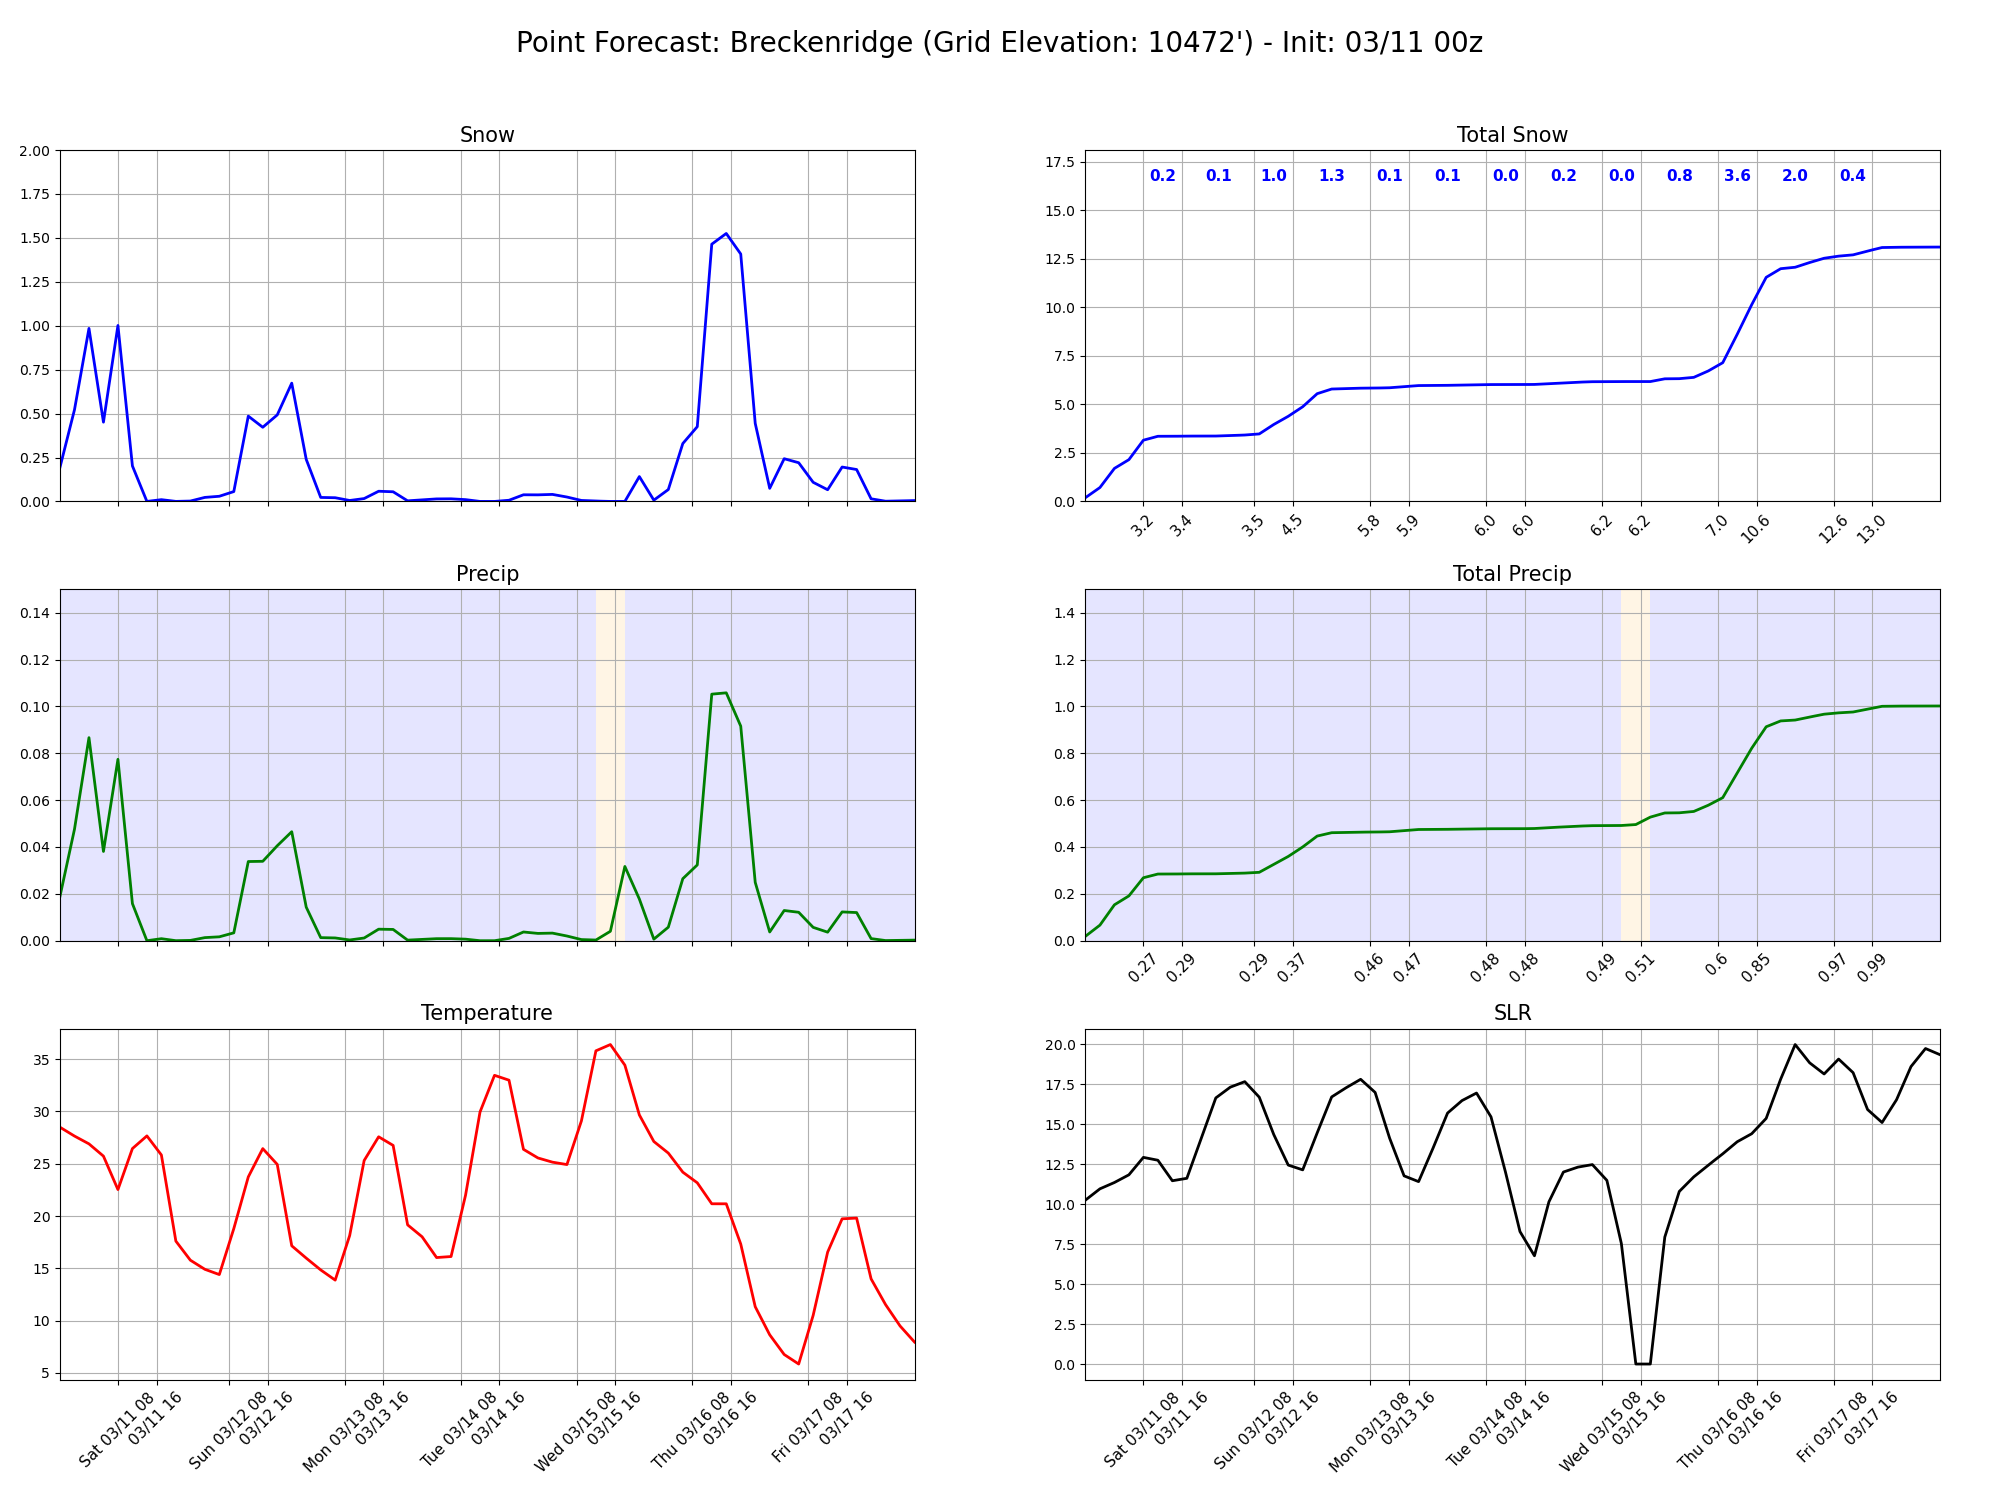 Point Forecast: Breckenridge (Grid Elevation: 10472') - Init: 03/11 00z
Snow
2.00
1.75
1.50
1.25
1.00
0.75
0.50
0.25
0.00
Total Snow
17.5
15.0
12.5
10.0
7.5
5.0
2.5
0.0
0.2 0.1 1.0 1.3 0.1 0.1 0.0 0.2 0.0 0.8 3.6 2.0 0.4
3.2 3.4 3.5 4.5 5.8 5.9 6.0 6.0 6.2 6.2 7.0 10.6 12.6 13.0
Precip
0.14
0.12
0.10
0.08
0.06
0.04
0.02
0.00
Total Precip
1.4
1.2
1.0
0.8
0.6
0.4
0.2
0.0
0.27 0.29 0.29 0.37 0.46 0.47 0.48 0.48 0.49 0.51 0.6 0.85 0.97 0.99
Temperature
35
30
25
20
15
10
5
Sat 03/11 08
03/11 16
Sun 03/12 08
03/12 16
Mon 03/13 08
03/13 16
Tue 03/14 08
03/14 16
Wed 03/15 08
03/15 16
Thu 03/16 08
03/16 16
Fri 03/17 08
03/17 16
SLR
20.0
17.5
15.0
12.5
10.0
7.5
5.0
2.5
0.0
Sat 03/11 08
03/11 16
Sun 03/12 08
03/12 16
Mon 03/13 08
03/13 16
Tue 03/14 08
03/14 16
Wed 03/15 08
03/15 16
Thu 03/16 08
03/16 16
Fri 03/17 08
03/17 16